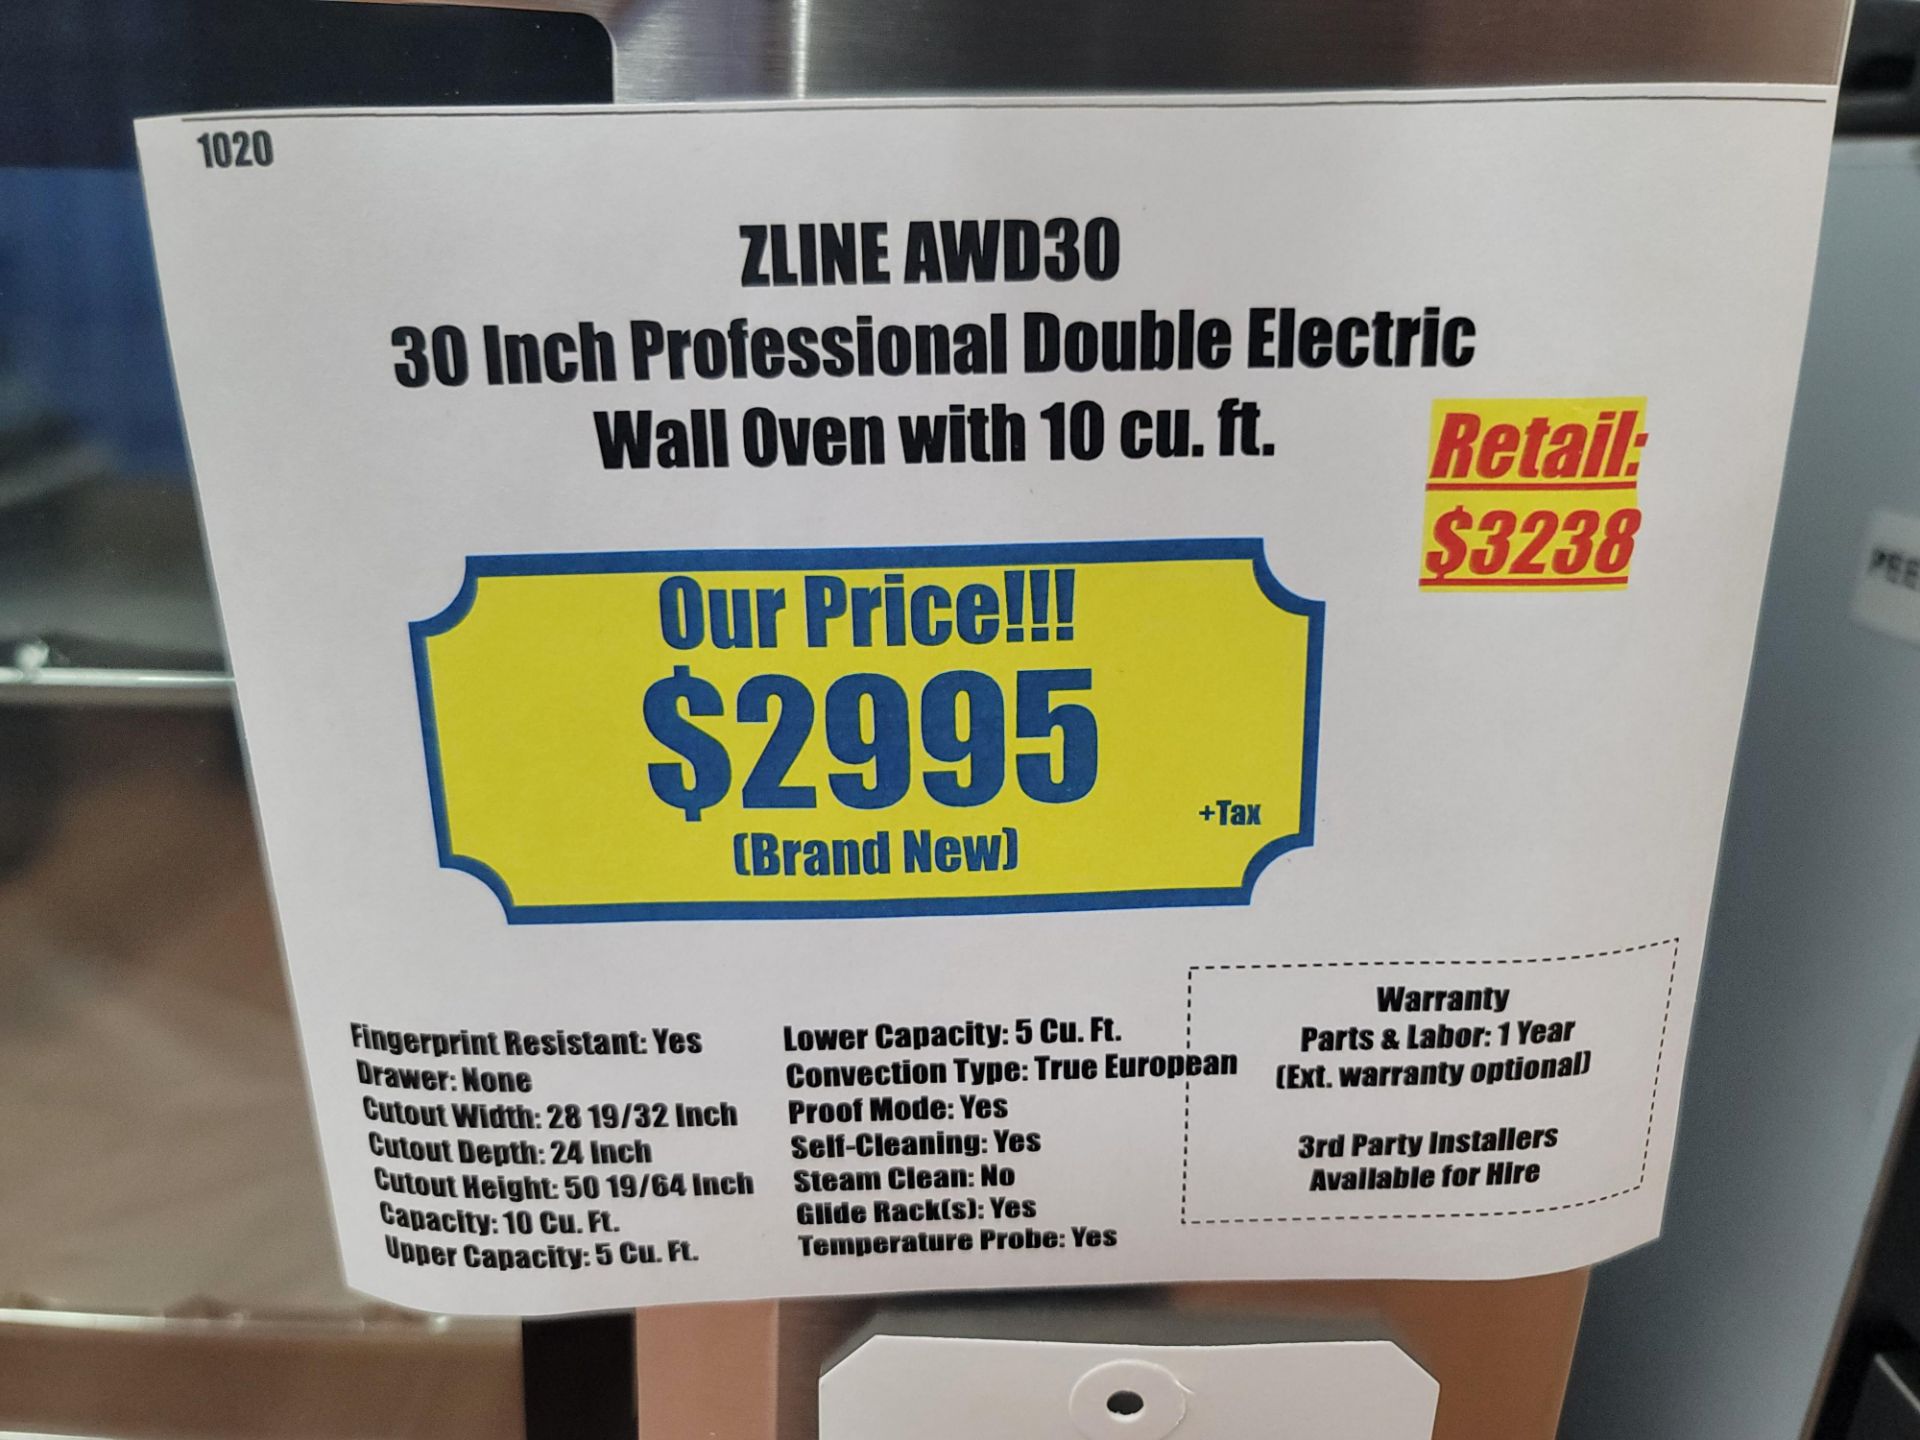 1020
ZLINE AWD30
30 Inch Professional Double Electric
Wall Oven with 10 cu. ft.
Retail:
$3238
Our Price!!!
$2995
+Tax
(Brand New)
Fingerprint Resistant: Yes
Drawer: None
Cutout Width: 28 19/32 Inch
Cutout Depth: 24 Inch
Cutout Height: 50 19/64 Inch
Capacity: 10 Cu. Ft.
Upper Capacity: 5 Cu. Ft.
Lower Capacity: 5 Cu. Ft.
Convection Type: True European
Proof Mode: Yes
Self-Cleaning: Yes
Steam Clean: No
Glide Rack(s): Yes
Temperature Probe: Yes
Warranty
Parts & Labor: 1 Year
(Ext. warranty optional)
3rd Party Installers
Available for Hire